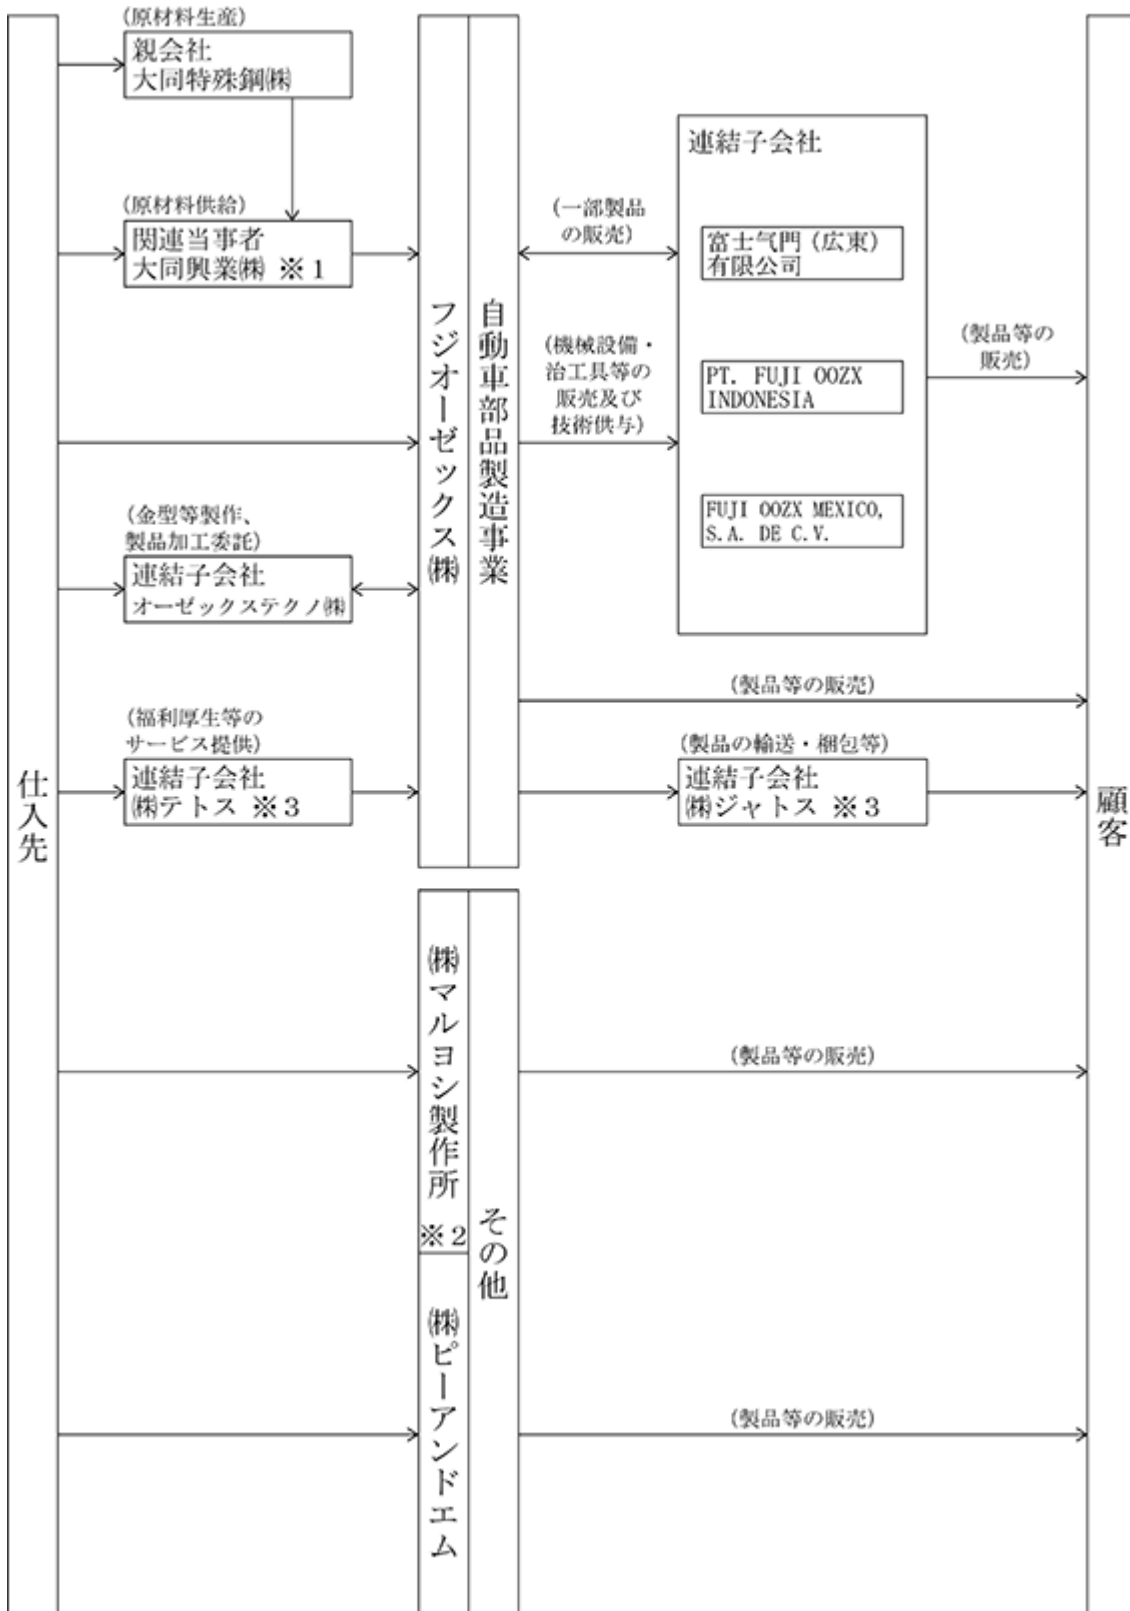 仕入先
(原材料生産)
親会社
大同特殊鋼㈱
(原材料供給)
関連当事者
大同興業㈱ ※1
(金型等製作、
製品加工委託)
連結子会社
オーゼックステクノ㈱
(福利厚生等の
サービス提供)
連結子会社
㈱テトス ※3
フジオーゼックス㈱
自動車部品製造事業
(一部製品
の販売)
(機械設備・
治工具等の
販売及び
技術供与)
連結子会社
富士气門（広東）
有限公司
PT. FUJI OOZX
INDONESIA
FUJI OOZX MEXICO,
S.A. DE C.V.
(製品等の
販売)
(製品等の販売)
(製品の輸送・梱包等)
連結子会社
㈱ジャトス ※3
顧客
㈱マルヨシ製作所
※2
㈱ピーアンドエム
その他
(製品等の販売)
(製品等の販売)